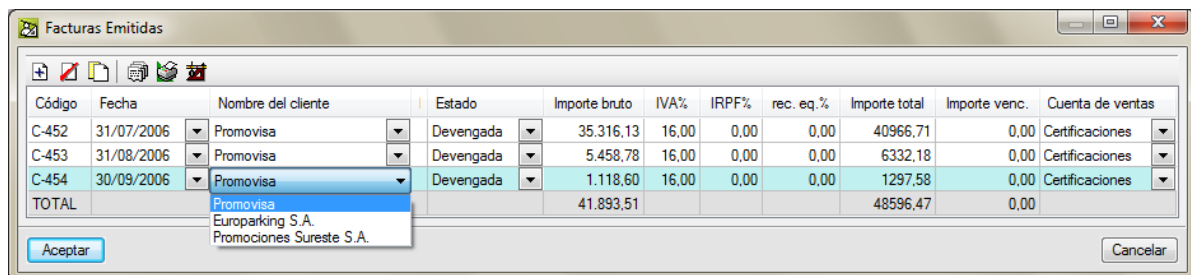 Facturas Emitidas
Código Fecha Nombre del cliente Estado Importe bruto IVA% IRPF% rec. eq.% Importe total Importe venc. Cuenta de ventas
C-452 31/07/2006 Promovisa Devengada 35.316,13 16,00 0,00 0,00 40966,71 0,00 Certificaciones
C-453 31/08/2006 Promovisa Devengada 5.458,78 16,00 0,00 0,00 6332,18 0,00 Certificaciones
C-454 30/09/2006 Promovisa Devengada 1.118,60 16,00 0,00 0,00 1297,58 0,00 Certificaciones
TOTAL Promovisa 41.893,51 48596,47 0,00
Europarking S.A.
Promociones Sureste S.A.
Aceptar Cancelar